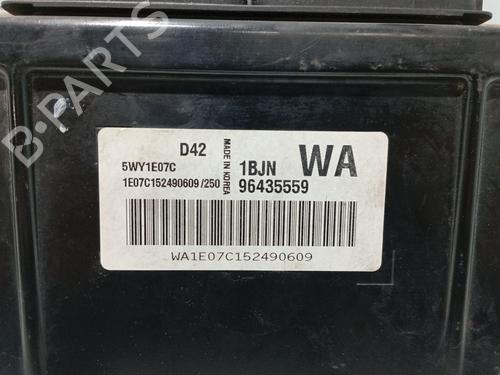 B-PARTS
D42
5WY1E07C
1E07C152490609/250
MADE IN KOREA
1BJN WA
96435559
WA1E07C152490609